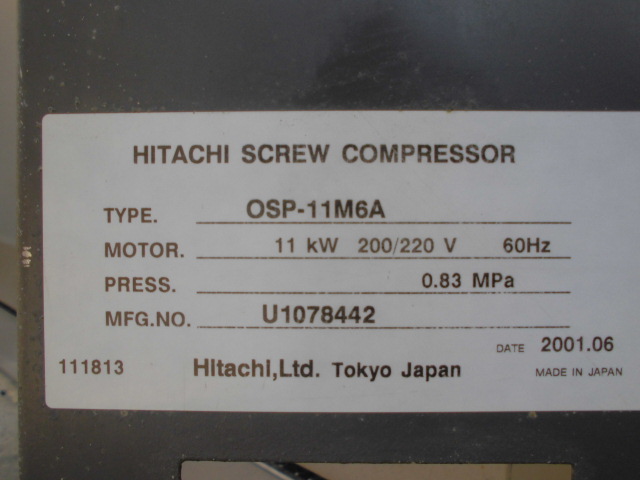 HITACHI SCREW COMPRESSOR
TYPE. OSP-11M6A
MOTOR. 11 kW 200/220 V 60Hz
PRESS. 0.83 MPa
MFG.NO. U1078442
DATE 2001.06
111813 Hitachi,Ltd. Tokyo Japan MADE IN JAPAN